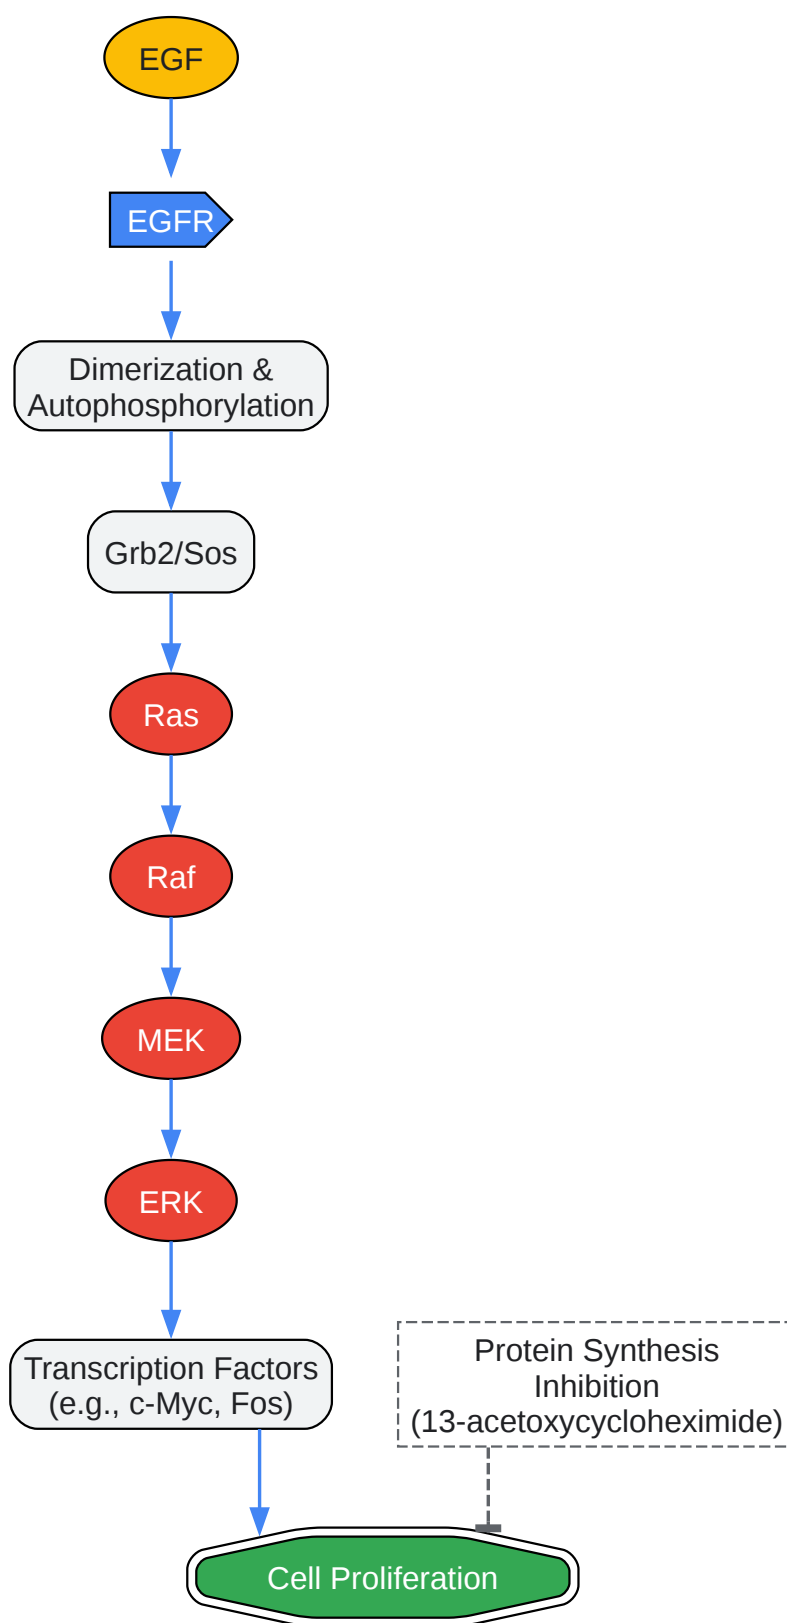 EGF
EGFR
Dimerization &
Autophosphorylation
Grb2/Sos
Ras
Raf
MEK
ERK
Transcription Factors
(e.g., c-Myc, Fos)
Protein Synthesis
Inhibition
(13-acetoxycycloheximide)
Cell Proliferation